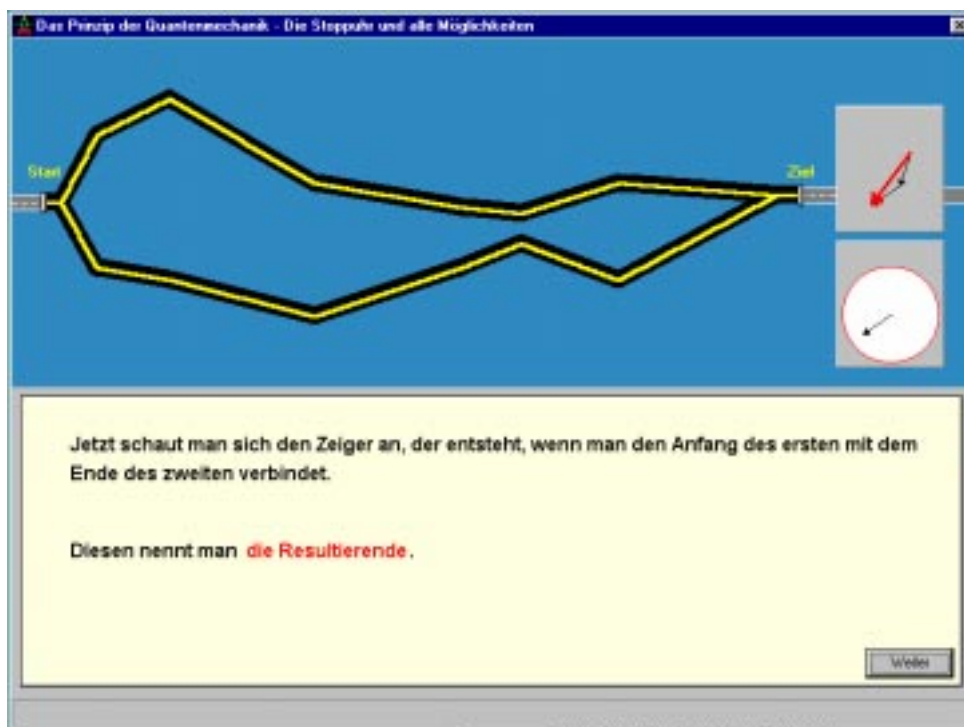 Das Prinzip der Quantenmechanik - Die Stoppuhr und alle Möglichkeiten
Start
Ziel
Jetzt schaut man sich den Zeiger an, der entsteht, wenn man den Anfang des ersten mit dem
Ende des zweiten verbindet.
Diesen nennt man die Resultierende.
Weiter